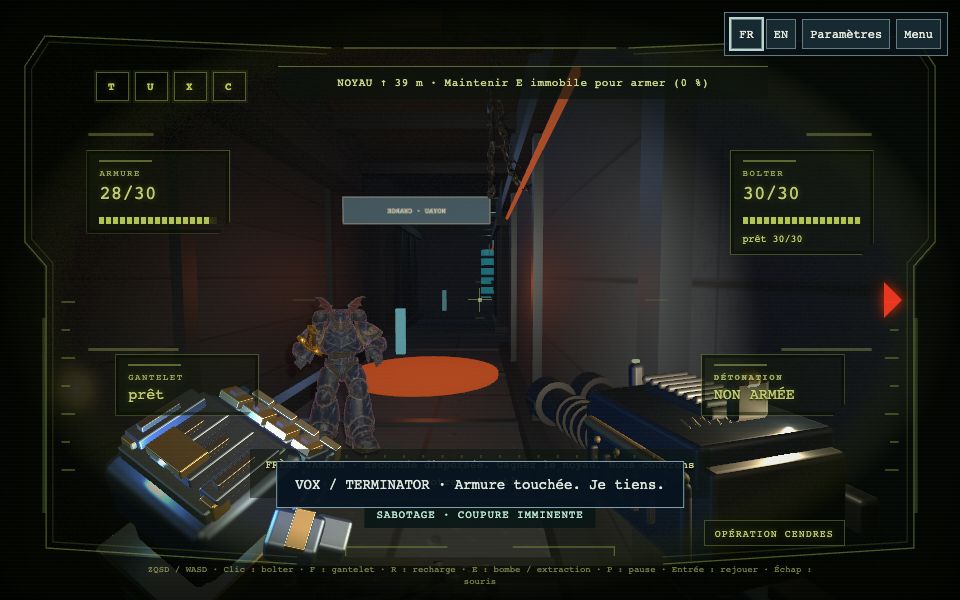 FR EN Paramètres Menu
T U X C
NOYAU ↑ 39 m · Maintenir E immobile pour armer (0 %)
ARMURE
28/30
BOLTER
30/30
prêt 30/30
NOYAU · CHARGE
GANTELET
prêt
DÉTONATION
NON ARMÉE
VOX / TERMINATOR · Armure touchée. Je tiens.
SABOTAGE · COUPURE IMMINENTE
OPÉRATION CENDRES
ZQSD / WASD · Clic : bolter · F : gantelet · R : recharge · E : bombe / extraction · P : pause · Entrée : rejouer · Échap :
souris